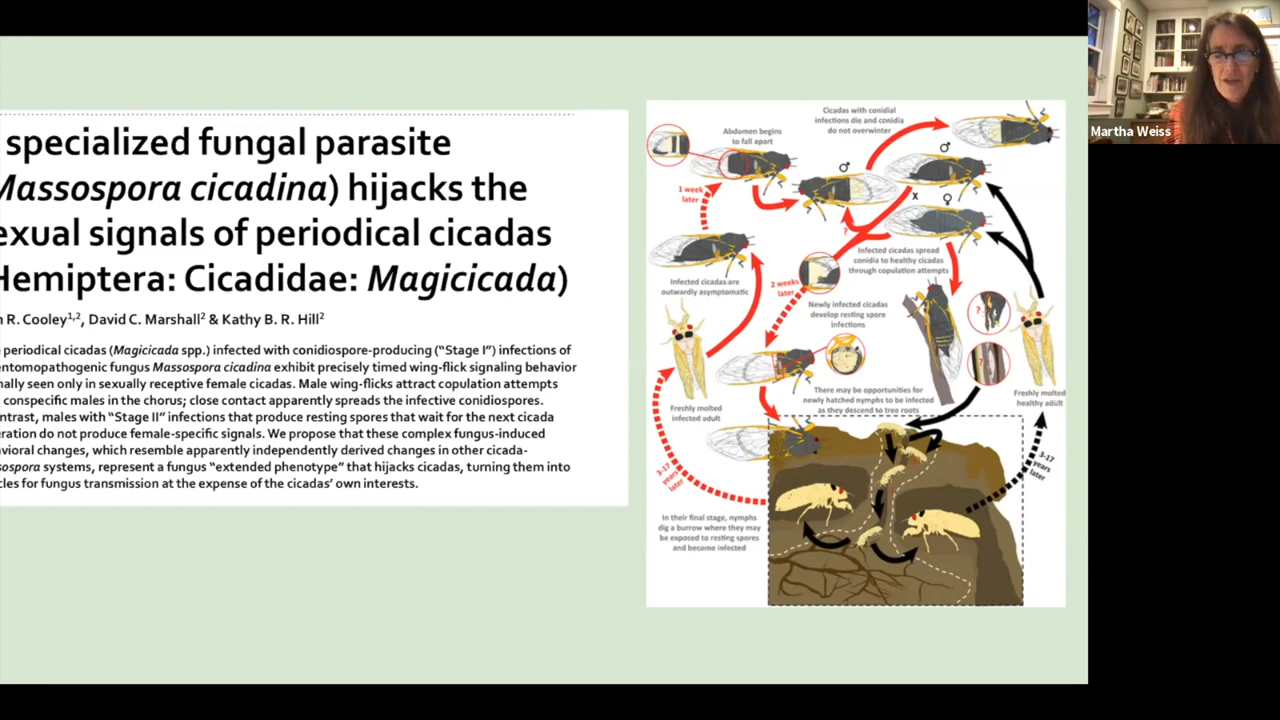 specialized fungal parasite
Massospora cicadina) hijacks the
exual signals of periodical cicadas
Hemiptera: Cicadidae: Magicicada)
n R. Cooley1,2, David C. Marshall2 & Kathy B. R. Hill2
periodical cicadas (Magicicada spp.) infected with conidiospore-producing ("Stage I") infections of
entomopathogenic fungus Massospora cicadina exhibit precisely timed wing-flick signaling behavior
nally seen only in sexually receptive female cicadas. Male wing-flicks attract copulation attempts
conspecific males in the chorus; close contact apparently spreads the infective conidiospores.
ontrast, males with "Stage II" infections that produce resting spores that wait for the next cicada
eration do not produce female-specific signals. We propose that these complex fungus-induced
avioral changes, which resemble apparently independently derived changes in other cicada-
sospora systems, represent a fungus "extended phenotype" that hijacks cicadas, turning them into
cles for fungus transmission at the expense of the cicadas' own interests.
Cicadas with conidial
infections die and conidia
do not overwinter
Abdomen begins
to fall apart
♂
♂
1 week
later
x
♀
?
Infected cicadas spread
conidia to healthy cicadas
through copulation attempts
Infected cicadas are
outwardly asymptomatic
2 weeks
later
Newly infected cicadas
develop resting spore
infections
?
?
There may be opportunities for
newly hatched nymphs to be infected
as they descend to tree roots
Freshly molted
infected adult
Freshly molted
healthy adult
3-17
years
later
3-17
years
later
In their final stage, nymphs
dig a burrow where they may
be exposed to resting spores
and become infected
Martha Weiss